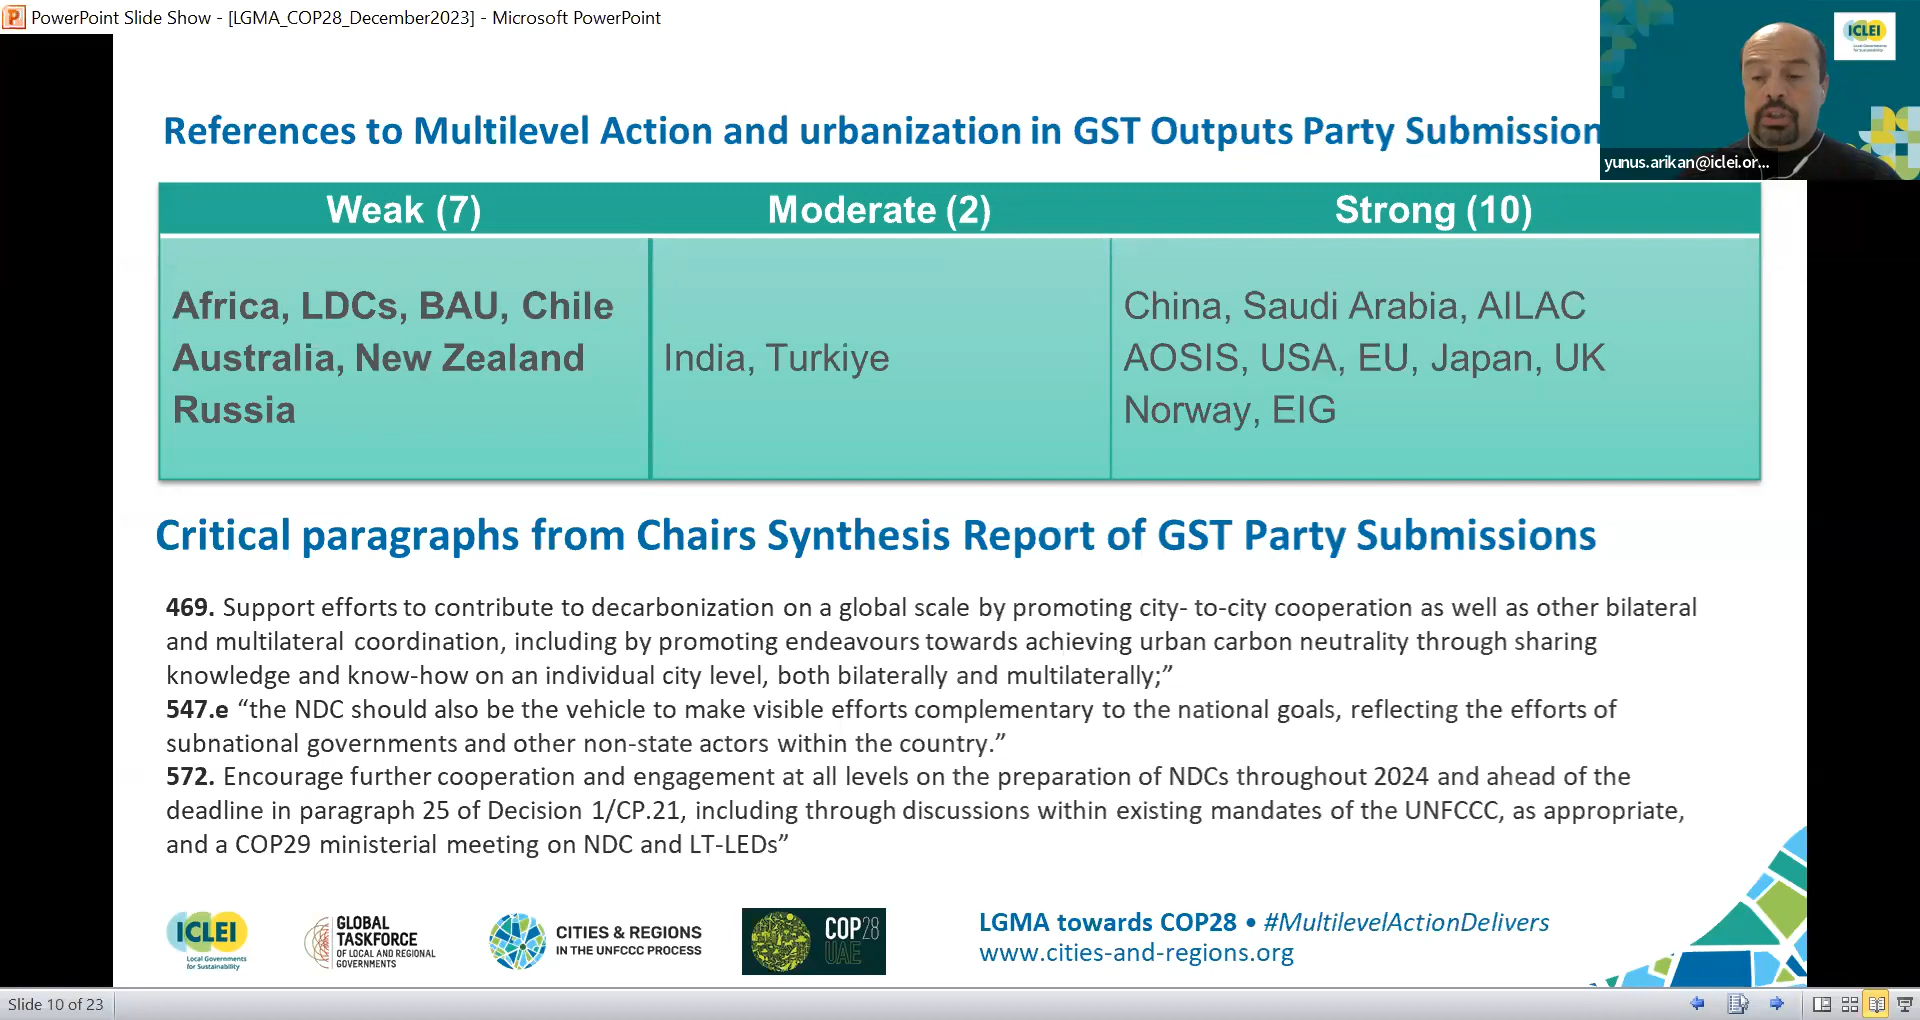 PowerPoint Slide Show - [LGMA_COP28_December2023] - Microsoft PowerPoint
ICLEI
Local Governments
for Sustainability
yunus.arikan@iclei.or...
References to Multilevel Action and urbanization in GST Outputs Party Submission
Weak (7)
Moderate (2)
Strong (10)
Africa, LDCs, BAU, Chile
Australia, New Zealand
Russia
India, Turkiye
China, Saudi Arabia, AILAC
AOSIS, USA, EU, Japan, UK
Norway, EIG
Critical paragraphs from Chairs Synthesis Report of GST Party Submissions
469. Support efforts to contribute to decarbonization on a global scale by promoting city- to-city cooperation as well as other bilateral
and multilateral coordination, including by promoting endeavours towards achieving urban carbon neutrality through sharing
knowledge and know-how on an individual city level, both bilaterally and multilaterally;”
547.e “the NDC should also be the vehicle to make visible efforts complementary to the national goals, reflecting the efforts of
subnational governments and other non-state actors within the country.”
572. Encourage further cooperation and engagement at all levels on the preparation of NDCs throughout 2024 and ahead of the
deadline in paragraph 25 of Decision 1/CP.21, including through discussions within existing mandates of the UNFCCC, as appropriate,
and a COP29 ministerial meeting on NDC and LT-LEDs”
ICLEI
Local Governments
for Sustainability
GLOBAL
TASKFORCE
OF LOCAL AND REGIONAL
GOVERNMENTS
CITIES & REGIONS
IN THE UNFCCC PROCESS
COP28
UAE
LGMA towards COP28 • #MultilevelActionDelivers
www.cities-and-regions.org
Slide 10 of 23